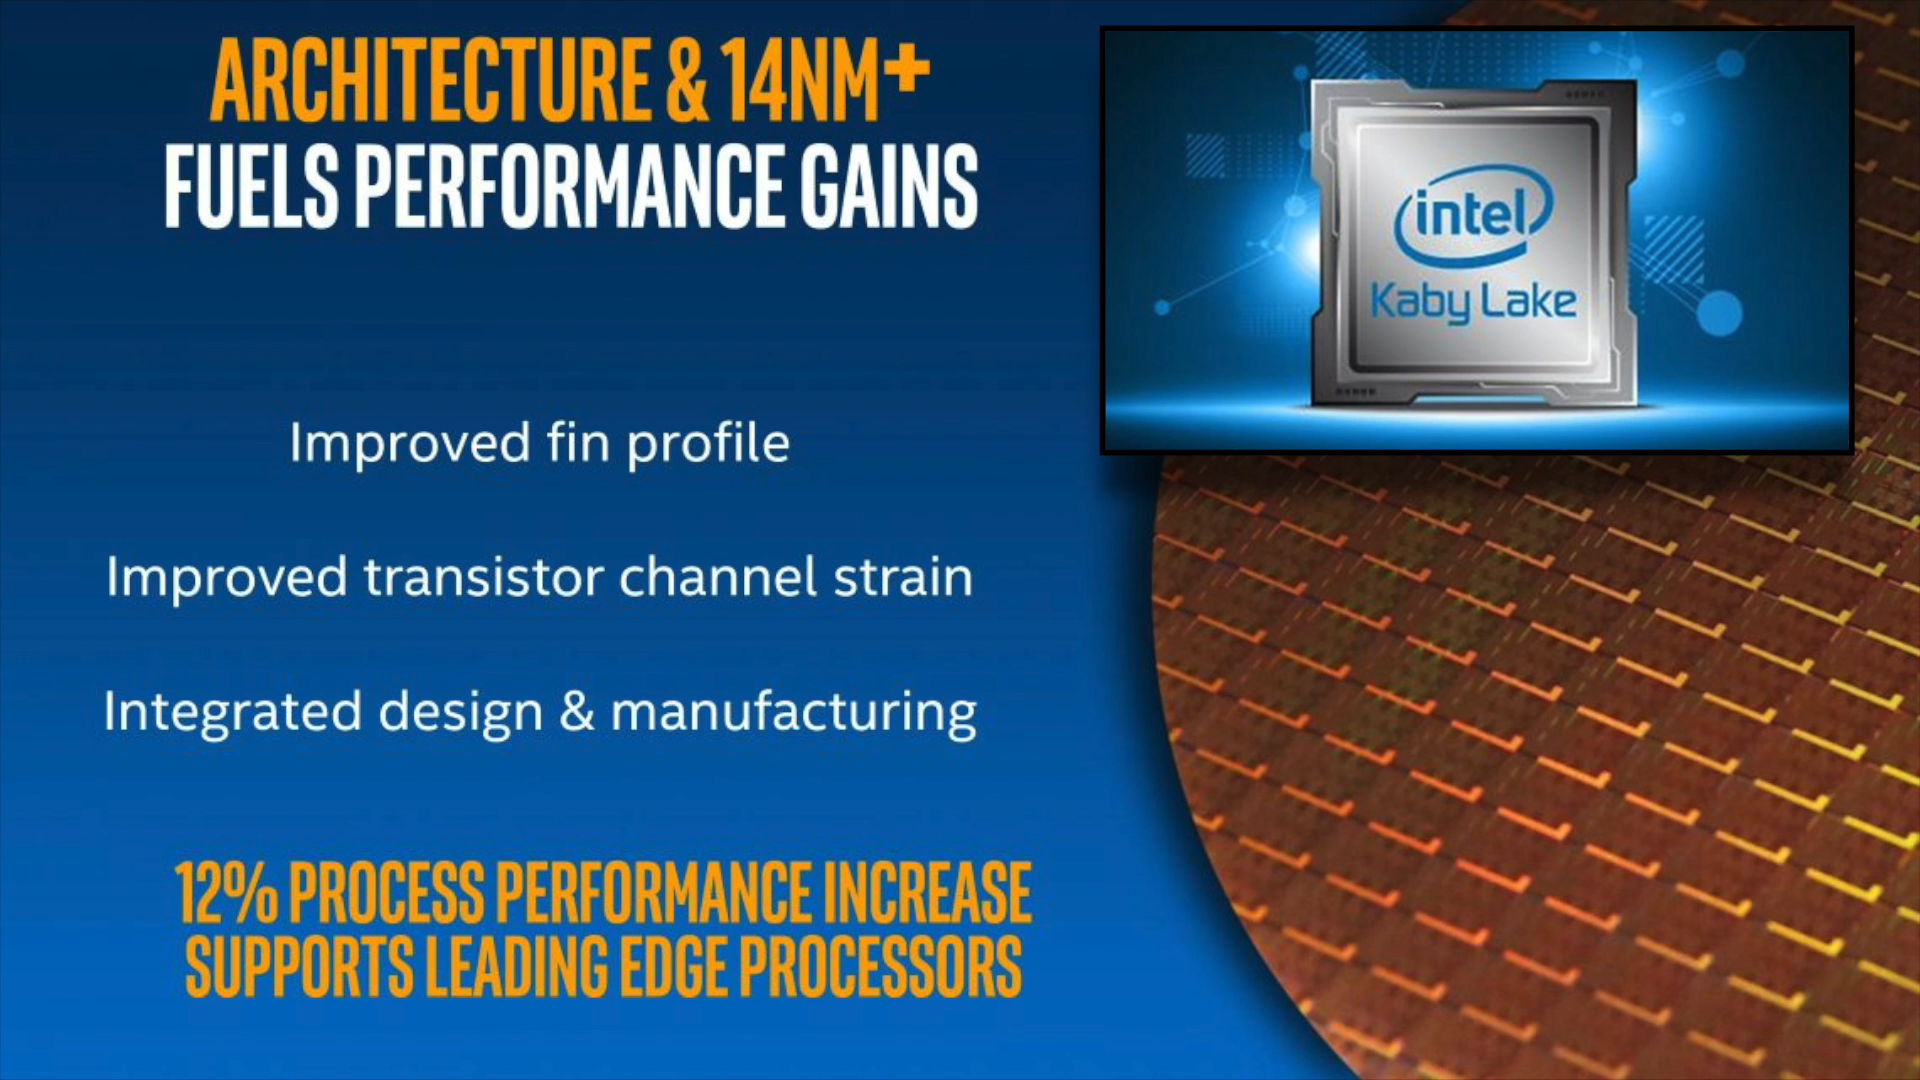 ARCHITECTURE & 14NM+
FUELS PERFORMANCE GAINS
intel
Kaby Lake
Improved fin profile
Improved transistor channel strain
Integrated design & manufacturing
12% PROCESS PERFORMANCE INCREASE
SUPPORTS LEADING EDGE PROCESSORS